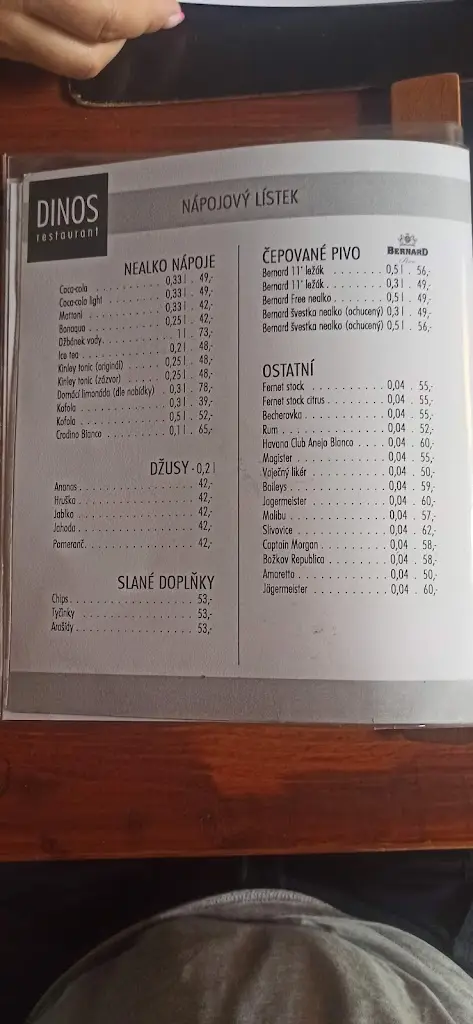 DINOS
restaurant
NÁPOJOVÝ LÍSTEK
NEALKO NÁPOJE
Coca-cola . . . . . . . . . . . . 0,33 l . 49,-
Coca-cola light . . . . . . . . . 0,33 l . 49,-
Mattoni . . . . . . . . . . . . . 0,33 l . 42,-
Bonaqua . . . . . . . . . . . . . 0,25 l . 42,-
Džbánek vody . . . . . . . . . . . 1 l . 73,-
Ice tea . . . . . . . . . . . . . 0,2 l . 48,-
Kinley tonic (originál) . . . . . 0,25 l . 48,-
Kinley tonic (zázvor) . . . . . . 0,25 l . 48,-
Domácí limonáda (dle nabídky) . 0,3 l . 78,-
Kofola . . . . . . . . . . . . . 0,3 l . 39,-
Kofola . . . . . . . . . . . . . 0,5 l . 52,-
Crodino Bianco . . . . . . . . . 0,1 l . 65,-
DŽUSY - 0,2 l
Ananas . . . . . . . . . . . . . 42,-
Hruška . . . . . . . . . . . . . 42,-
Jablko . . . . . . . . . . . . . 42,-
Jahoda . . . . . . . . . . . . . 42,-
Pomeranč . . . . . . . . . . . . 42,-
SLANÉ DOPLŇKY
Chips . . . . . . . . . . . . . . 53,-
Tyčinky . . . . . . . . . . . . . 53,-
Arašídy . . . . . . . . . . . . . 53,-
ČEPOVANÉ PIVO
BERNARD
Bernard 11° ležák . . . . . . . . 0,5 l . 56,-
Bernard 11° ležák . . . . . . . . 0,3 l . 49,-
Bernard Free nealko . . . . . . . 0,5 l . 49,-
Bernard švestka nealko (ochucený) 0,3 l . 49,-
Bernard švestka nealko (ochucený) 0,5 l . 56,-
OSTATNÍ
Fernet stock . . . . . . . . . . 0,04 . 55,-
Fernet stock citrus . . . . . . . 0,04 . 55,-
Becherovka . . . . . . . . . . . 0,04 . 55,-
Rum . . . . . . . . . . . . . . . 0,04 . 52,-
Havana Club Anejo Blanco . . . . 0,04 . 60,-
Magister . . . . . . . . . . . . 0,04 . 55,-
Vaječný likér . . . . . . . . . . 0,04 . 50,-
Baileys . . . . . . . . . . . . . 0,04 . 59,-
Jagermeister . . . . . . . . . . 0,04 . 60,-
Malibu . . . . . . . . . . . . . 0,04 . 57,-
Slivovice . . . . . . . . . . . . 0,04 . 62,-
Captain Morgan . . . . . . . . . 0,04 . 58,-
Božkov Republica . . . . . . . . 0,04 . 58,-
Amaretto . . . . . . . . . . . . 0,04 . 50,-
Jägermeister . . . . . . . . . . 0,04 . 60,-